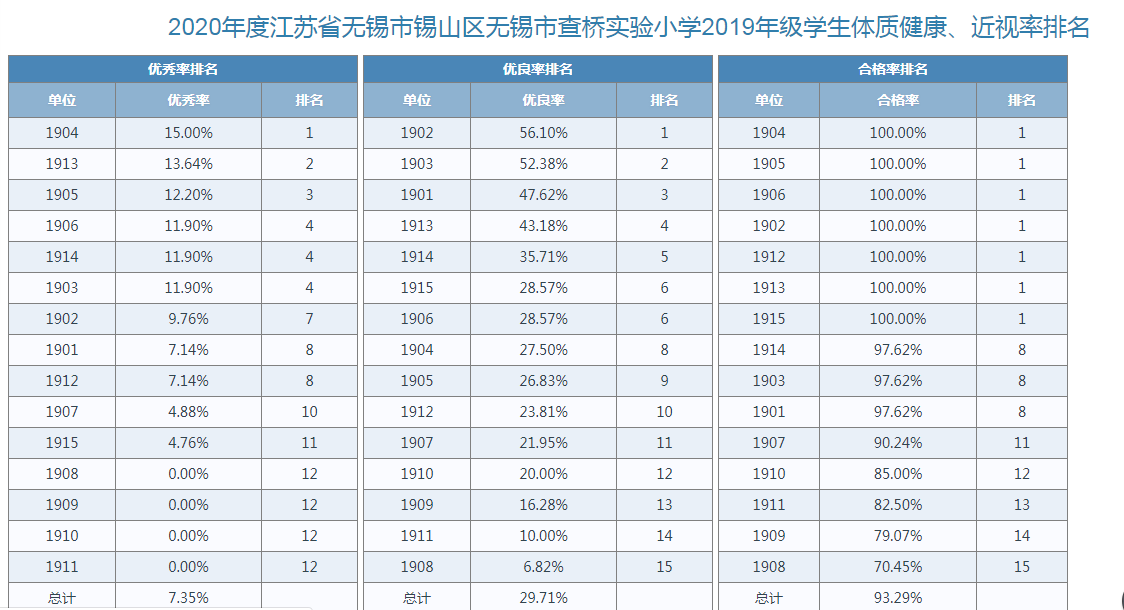 2020年度江苏省无锡市锡山区无锡市查桥实验小学2019年级学生体质健康、近视率排名
优秀率排名 优良率排名 合格率排名
单位 优秀率 排名 单位 优良率 排名 单位 合格率 排名
1904 15.00% 1 1902 56.10% 1 1904 100.00% 1
1913 13.64% 2 1903 52.38% 2 1905 100.00% 1
1905 12.20% 3 1901 47.62% 3 1906 100.00% 1
1906 11.90% 4 1913 43.18% 4 1902 100.00% 1
1914 11.90% 4 1914 35.71% 5 1912 100.00% 1
1903 11.90% 4 1915 28.57% 6 1913 100.00% 1
1902 9.76% 7 1906 28.57% 6 1915 100.00% 1
1901 7.14% 8 1904 27.50% 8 1914 97.62% 8
1912 7.14% 8 1905 26.83% 9 1903 97.62% 8
1907 4.88% 10 1912 23.81% 10 1901 97.62% 8
1915 4.76% 11 1907 21.95% 11 1907 90.24% 11
1908 0.00% 12 1910 20.00% 12 1910 85.00% 12
1909 0.00% 12 1909 16.28% 13 1911 82.50% 13
1910 0.00% 12 1911 10.00% 14 1909 79.07% 14
1911 0.00% 12 1908 6.82% 15 1908 70.45% 15
总计 7.35% 总计 29.71% 总计 93.29%